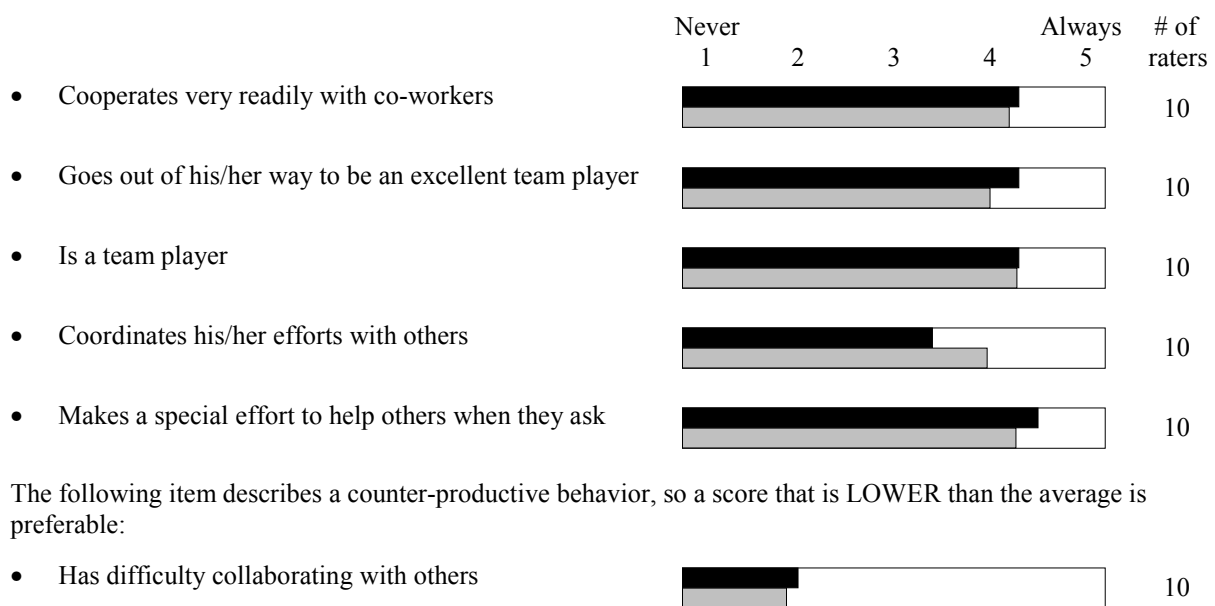 Never Always # of
1 2 3 4 5 raters
• Cooperates very readily with co-workers 10
• Goes out of his/her way to be an excellent team player 10
• Is a team player 10
• Coordinates his/her efforts with others 10
• Makes a special effort to help others when they ask 10
The following item describes a counter-productive behavior, so a score that is LOWER than the average is
preferable:
• Has difficulty collaborating with others 10